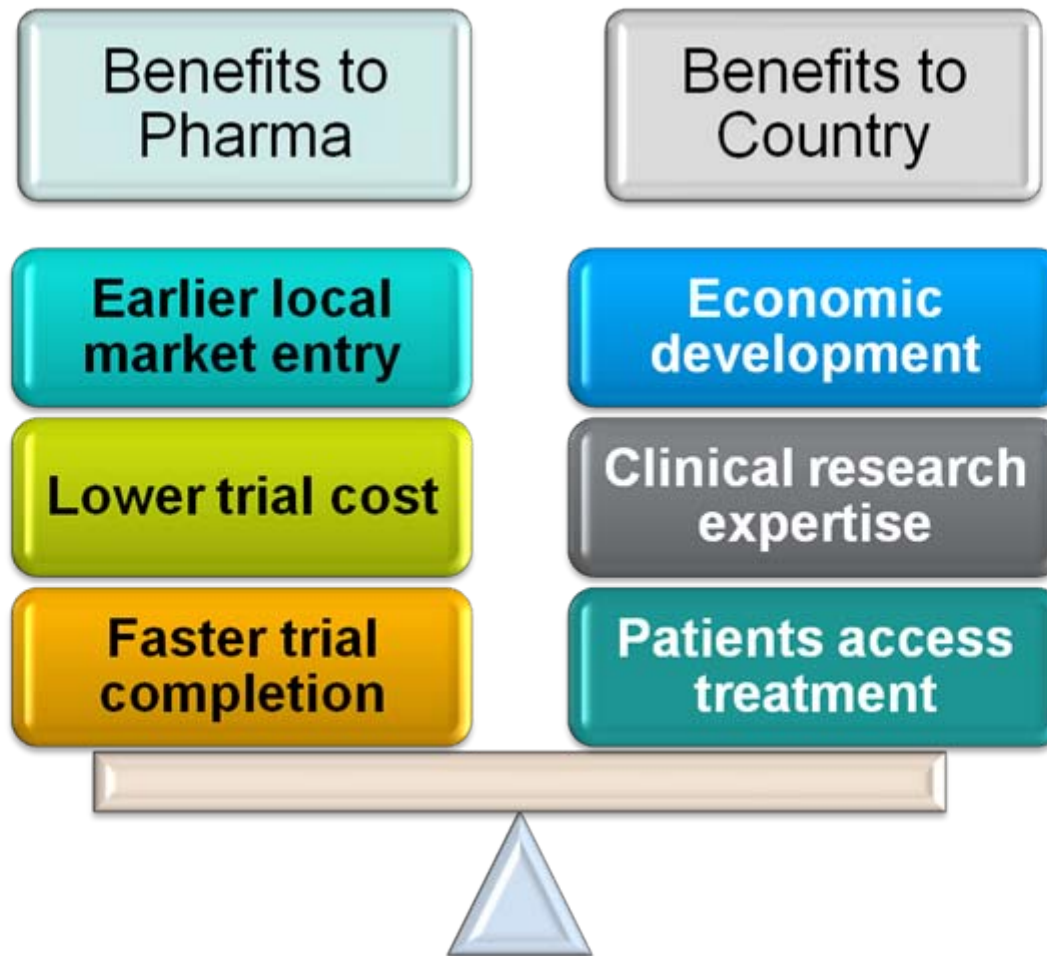 Benefits to
Pharma
Benefits to
Country
Earlier local
market entry
Economic
development
Lower trial cost
Clinical research
expertise
Faster trial
completion
Patients access
treatment